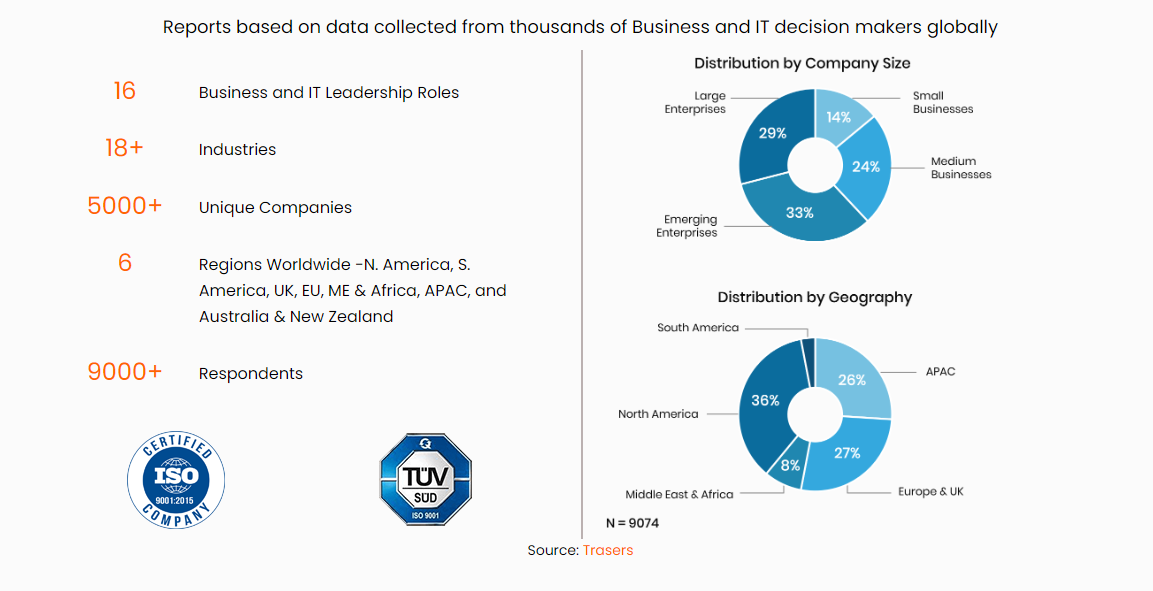 Reports based on data collected from thousands of Business and IT decision makers globally
16 Business and IT Leadership Roles
18+ Industries
5000+ Unique Companies
6 Regions Worldwide -N. America, S.
America, UK, EU, ME & Africa, APAC, and
Australia & New Zealand
9000+ Respondents
CERTIFIED
ISO
9001:2015
COMPANY
TÜV
SÜD
ISO 9001
Distribution by Company Size
Large
Enterprises
Small
Businesses
14%
29%
Medium
Businesses
24%
33%
Emerging
Enterprises
Distribution by Geography
South America
APAC
26%
36%
North America
27%
8%
Middle East & Africa
Europe & UK
N = 9074
Source: Trasers